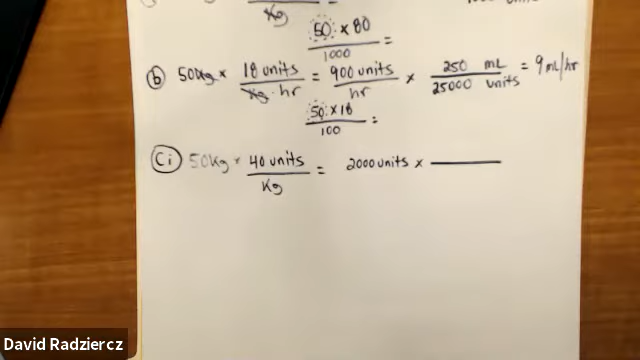 Kg =
50 × 80
1000 =
b 50Kg × 18 units / Kg · hr = 900 units / hr × 250 mL / 25000 units = 9 mL/hr
50 × 18
100 =
Ci 50Kg × 40 units / Kg = 2000 units ×
David Radziercz